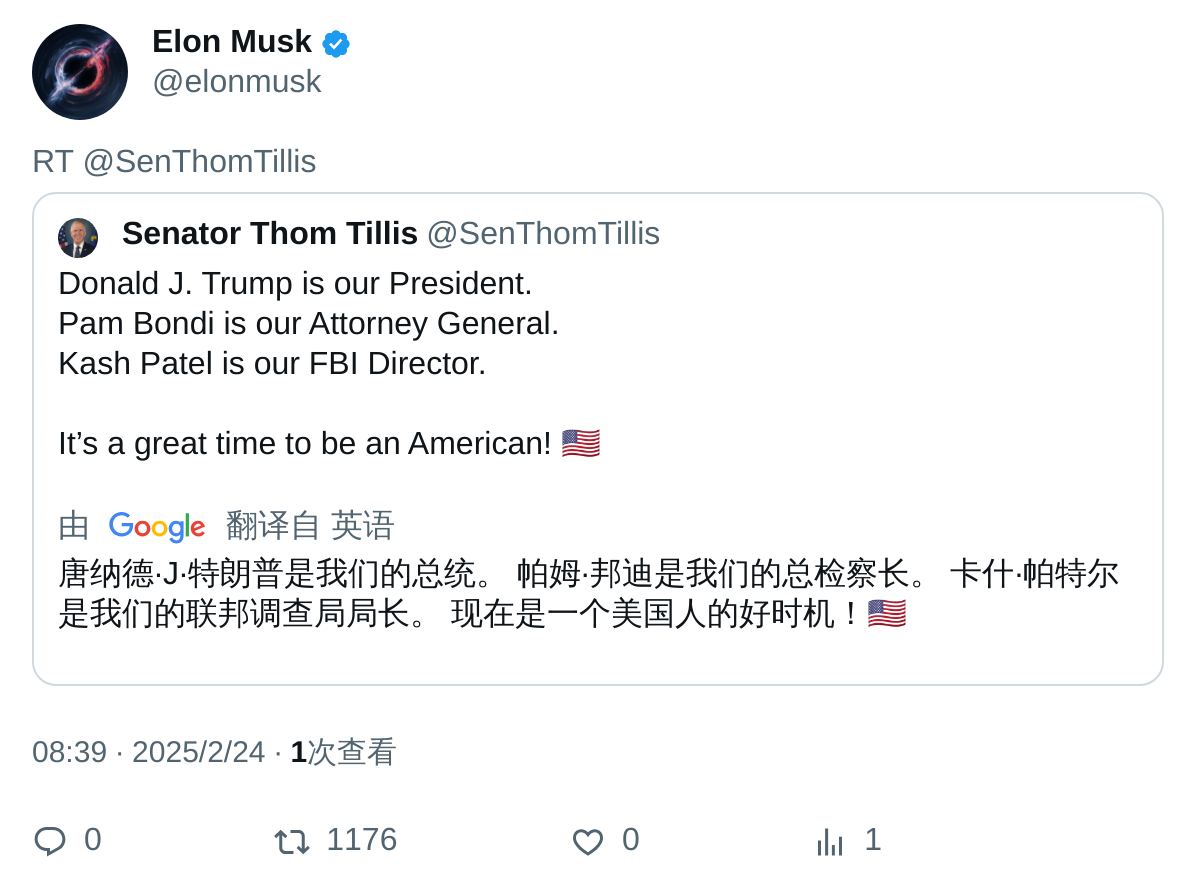 Elon Musk
@elonmusk
RT @SenThomTillis
Senator Thom Tillis @SenThomTillis
Donald J. Trump is our President.
Pam Bondi is our Attorney General.
Kash Patel is our FBI Director.
It’s a great time to be an American! 🇺🇸
由 Google 翻译自 英语
唐纳德·J·特朗普是我们的总统。 帕姆·邦迪是我们的总检察长。 卡什·帕特尔
是我们的联邦调查局局长。 现在是一个美国人的好时机！🇺🇸
08:39 · 2025/2/24 · 1次查看
0 1176 0 1